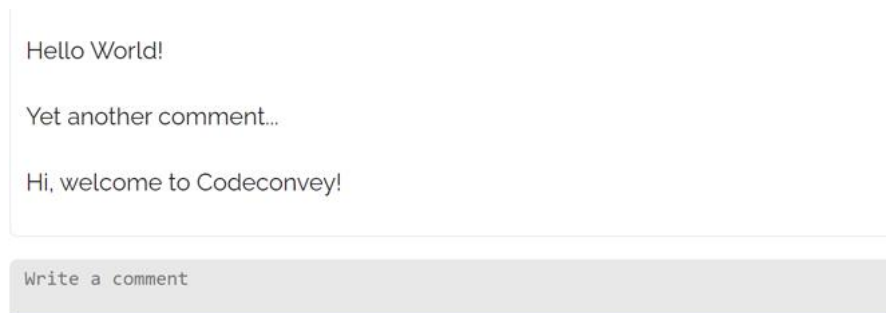 Hello World!
Yet another comment...
Hi, welcome to Codeconvey!
Write a comment